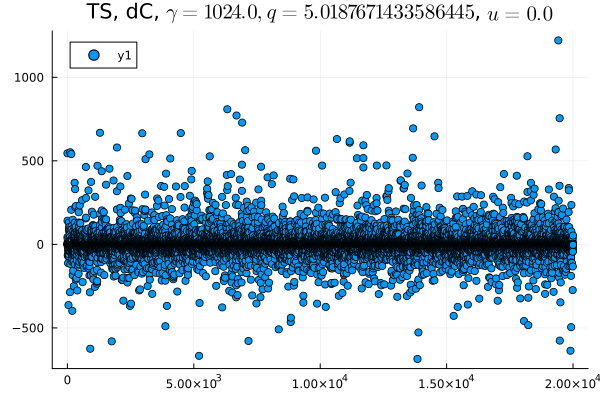 TS, dC, γ = 1024.0, q = 5.0187671433586445, u = 0.0
y1
1000
500
0
−500
0 5.00×10³ 1.00×10⁴ 1.50×10⁴ 2.00×10⁴